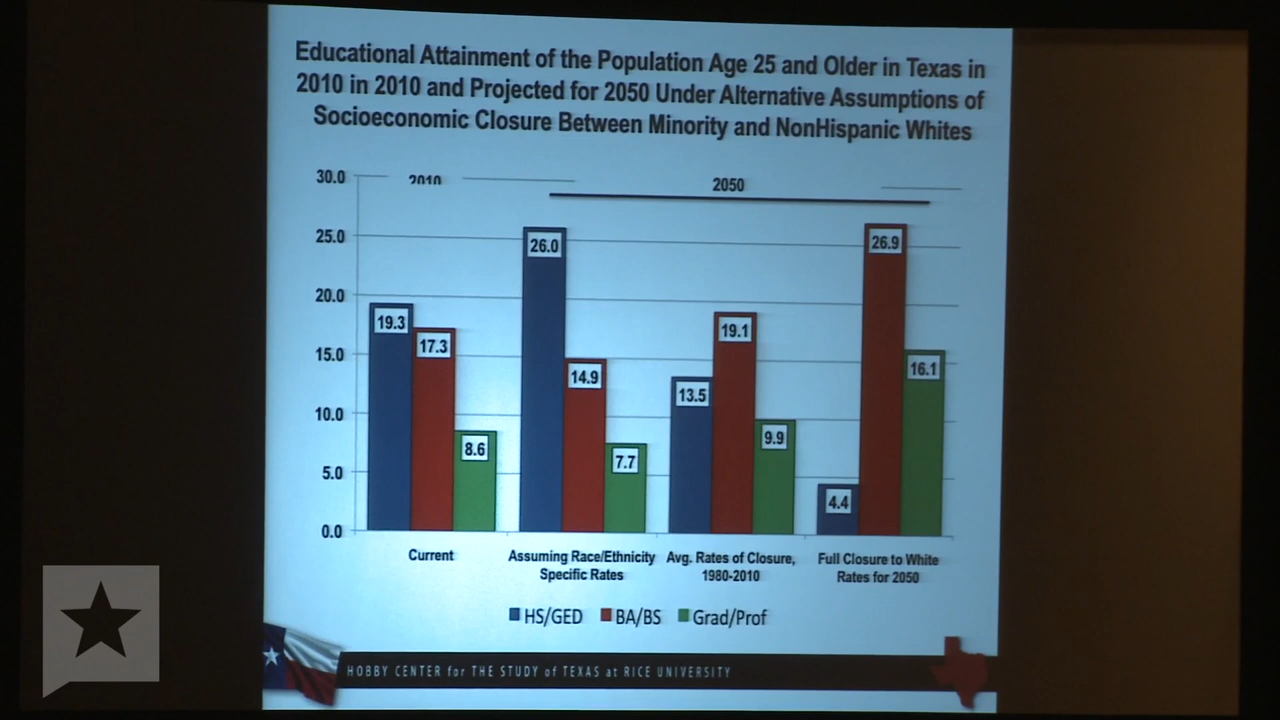 Educational Attainment of the Population Age 25 and Older in Texas in
2010 in 2010 and Projected for 2050 Under Alternative Assumptions of
Socioeconomic Closure Between Minority and NonHispanic Whites
2010
2050
30.0
25.0
20.0
15.0
10.0
5.0
0.0
19.3
17.3
8.6
26.0
14.9
7.7
13.5
19.1
9.9
4.4
26.9
16.1
Current
Assuming Race/Ethnicity
Specific Rates
Avg. Rates of Closure,
1980-2010
Full Closure to White
Rates for 2050
HS/GED BA/BS Grad/Prof
HOBBY CENTER for THE STUDY of TEXAS at RICE UNIVERSITY